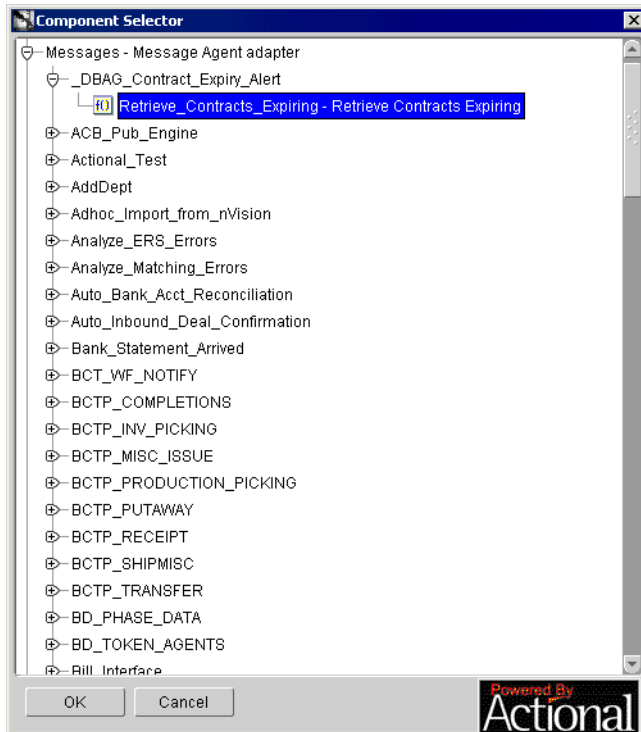 Component Selector
Messages - Message Agent adapter
_DBAG_Contract_Expiry_Alert
f() Retrieve_Contracts_Expiring - Retrieve Contracts Expiring
ACB_Pub_Engine
Actional_Test
AddDept
Adhoc_Import_from_nVision
Analyze_ERS_Errors
Analyze_Matching_Errors
Auto_Bank_Acct_Reconciliation
Auto_Inbound_Deal_Confirmation
Bank_Statement_Arrived
BCT_WF_NOTIFY
BCTP_COMPLETIONS
BCTP_INV_PICKING
BCTP_MISC_ISSUE
BCTP_PRODUCTION_PICKING
BCTP_PUTAWAY
BCTP_RECEIPT
BCTP_SHIPMISC
BCTP_TRANSFER
BD_PHASE_DATA
BD_TOKEN_AGENTS
Bill_Interface
OK Cancel
Powered By
Actional